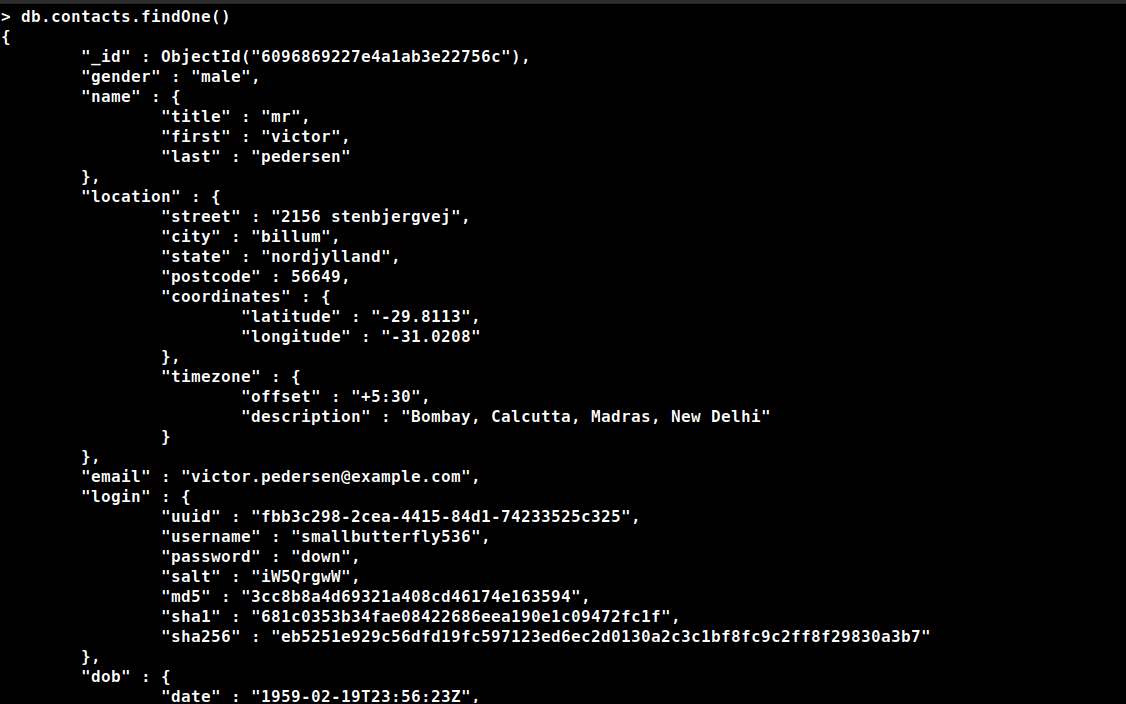 > db.contacts.findOne()
{
        "_id" : ObjectId("6096869227e4a1ab3e22756c"),
        "gender" : "male",
        "name" : {
                "title" : "mr",
                "first" : "victor",
                "last" : "pedersen"
        },
        "location" : {
                "street" : "2156 stenbjergvej",
                "city" : "billum",
                "state" : "nordjylland",
                "postcode" : 56649,
                "coordinates" : {
                        "latitude" : "-29.8113",
                        "longitude" : "-31.0208"
                },
                "timezone" : {
                        "offset" : "+5:30",
                        "description" : "Bombay, Calcutta, Madras, New Delhi"
                }
        },
        "email" : "victor.pedersen@example.com",
        "login" : {
                "uuid" : "fbb3c298-2cea-4415-84d1-74233525c325",
                "username" : "smallbutterfly536",
                "password" : "down",
                "salt" : "iW5QrgwW",
                "md5" : "3cc8b8a4d69321a408cd46174e163594",
                "sha1" : "681c0353b34fae08422686eea190e1c09472fc1f",
                "sha256" : "eb5251e929c56dfd19fc597123ed6ec2d0130a2c3c1bf8fc9c2ff8f29830a3b7"
        },
        "dob" : {
                "date" : "1959-02-19T23:56:23Z",